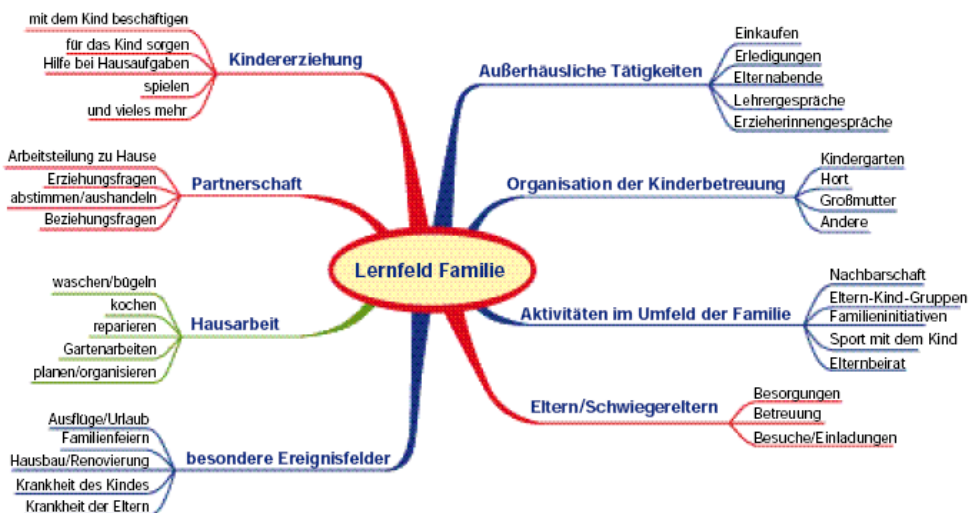 Lernfeld Familie
Kindererziehung
mit dem Kind beschäftigen
für das Kind sorgen
Hilfe bei Hausaufgaben
spielen
und vieles mehr
Partnerschaft
Arbeitsteilung zu Hause
Erziehungsfragen
abstimmen/aushandeln
Beziehungsfragen
Hausarbeit
waschen/bügeln
kochen
reparieren
Gartenarbeiten
planen/organisieren
besondere Ereignisfelder
Ausflüge/Urlaub
Familienfeiern
Hausbau/Renovierung
Krankheit des Kindes
Krankheit der Eltern
Außerhäusliche Tätigkeiten
Einkaufen
Erledigungen
Elternabende
Lehrergespräche
Erzieherinnengespräche
Organisation der Kinderbetreuung
Kindergarten
Hort
Großmutter
Andere
Aktivitäten im Umfeld der Familie
Nachbarschaft
Eltern-Kind-Gruppen
Familieninitiativen
Sport mit dem Kind
Elternbeirat
Eltern/Schwiegereltern
Besorgungen
Betreuung
Besuche/Einladungen